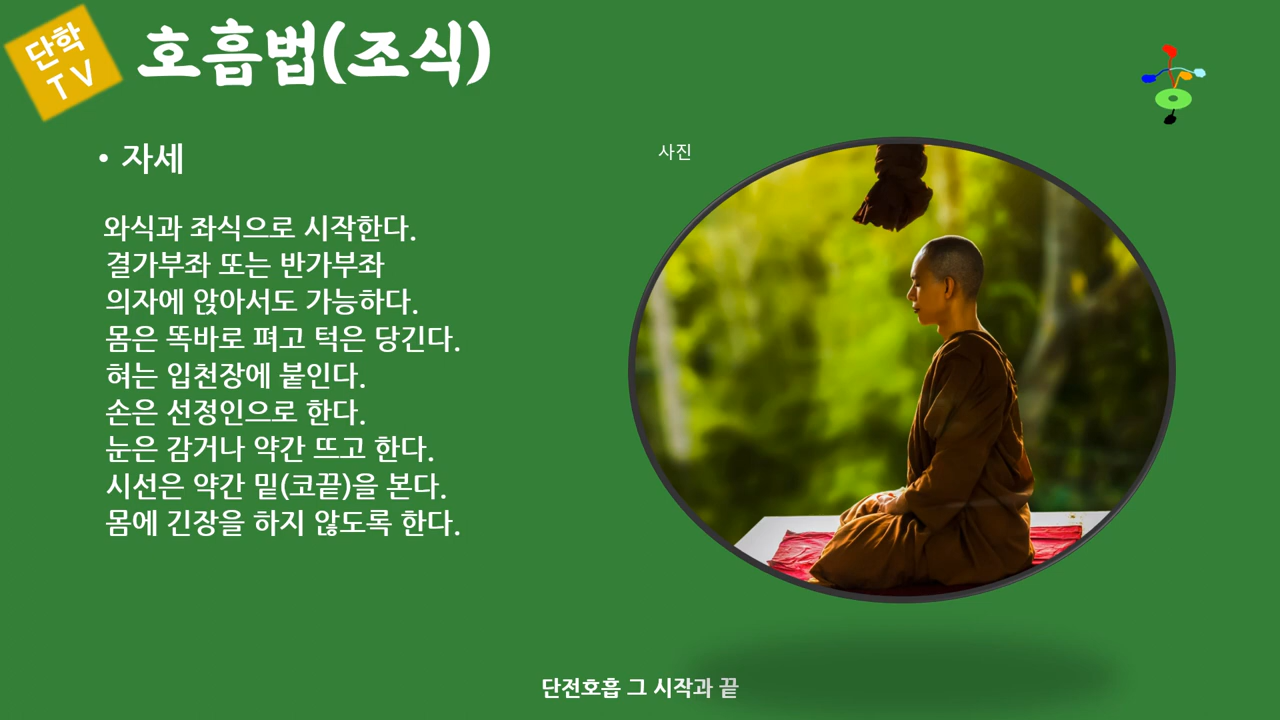 단학
TV
호흡법(조식)
• 자세
사진
와식과 좌식으로 시작한다.
결가부좌 또는 반가부좌
의자에 앉아서도 가능하다.
몸은 똑바로 펴고 턱은 당긴다.
혀는 입천장에 붙인다.
손은 선정인으로 한다.
눈은 감거나 약간 뜨고 한다.
시선은 약간 밑(코끝)을 본다.
몸에 긴장을 하지 않도록 한다.
단전호흡 그 시작과 끝